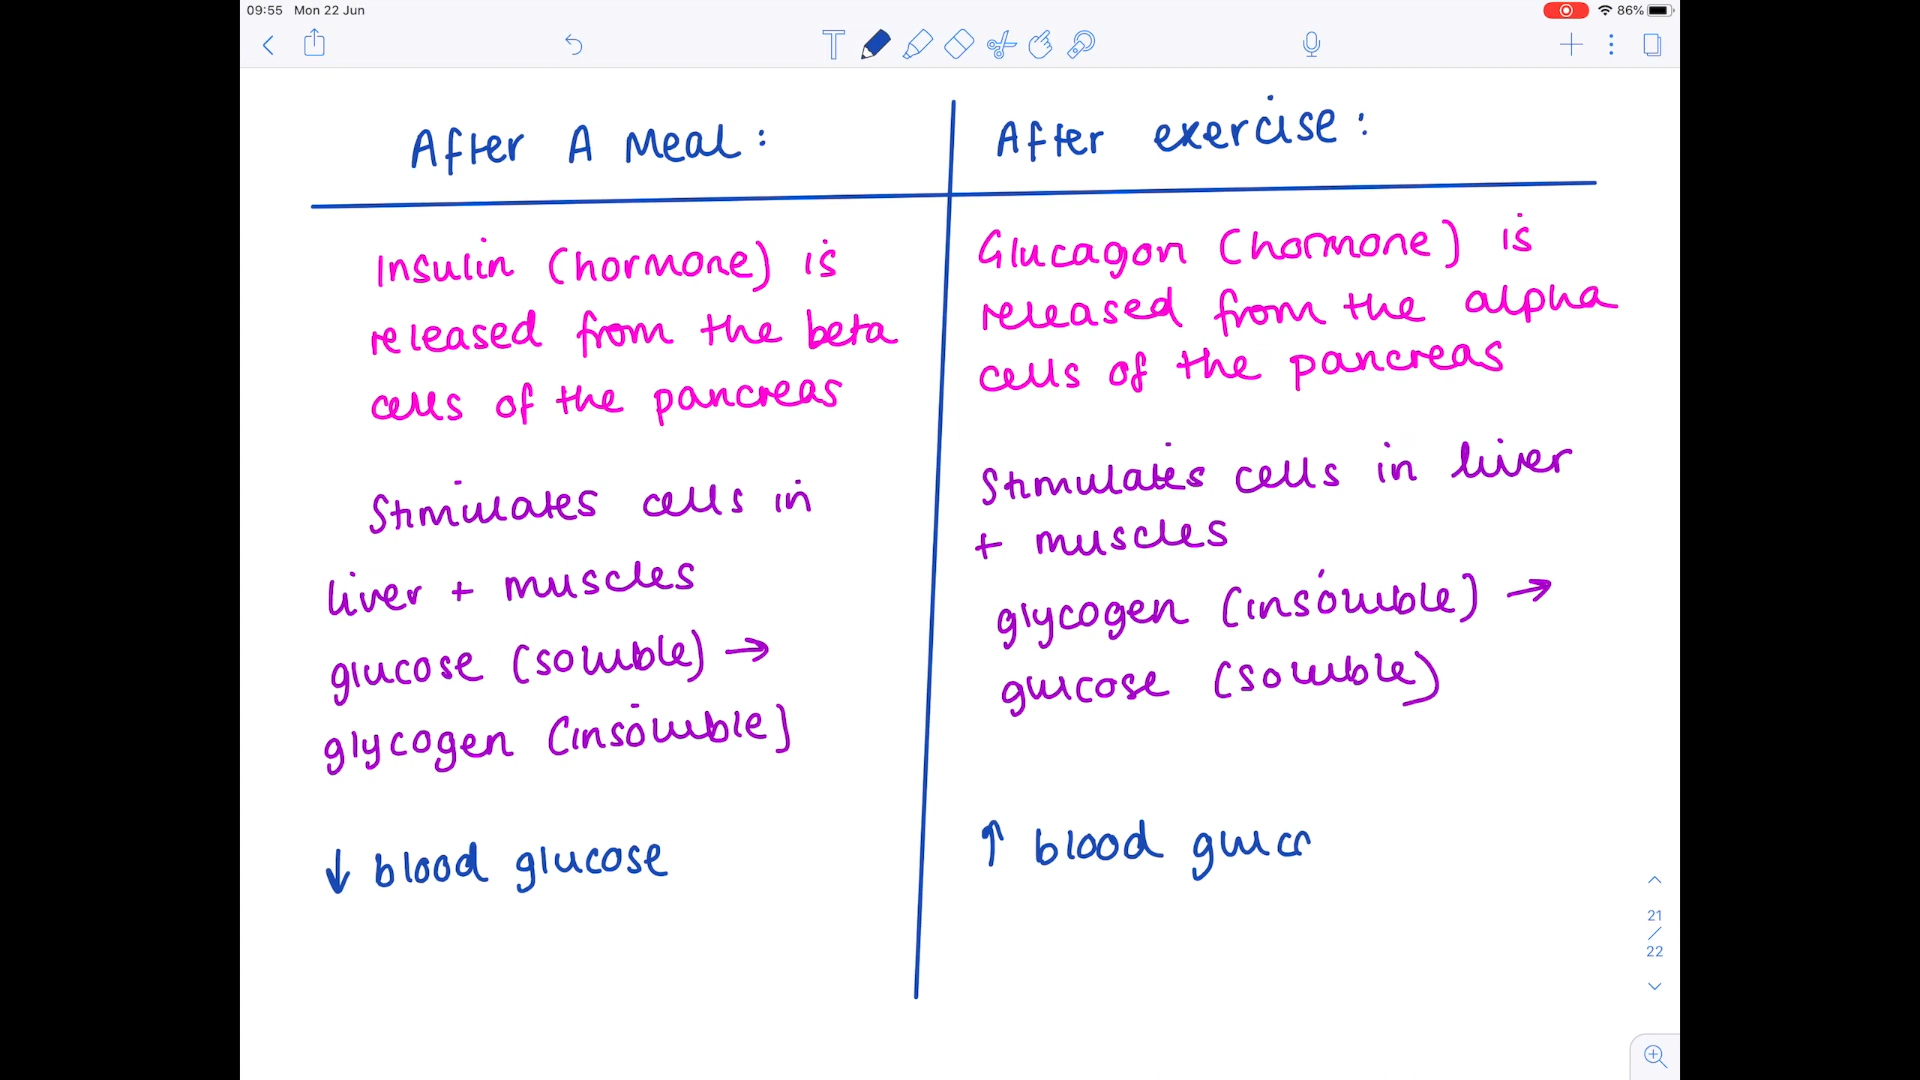 09:55 Mon 22 Jun
86%
T
After A Meal:
Insulin (hormone) is
released from the beta
cells of the pancreas
Stimulates cells in
liver + muscles
glucose (soluble) →
glycogen (insoluble)
↓ blood glucose
After exercise:
Glucagon (hormone) is
released from the alpha
cells of the pancreas
Stimulates cells in liver
+ muscles
glycogen (insoluble) →
glucose (soluble)
↑ blood gluco
21
/
22